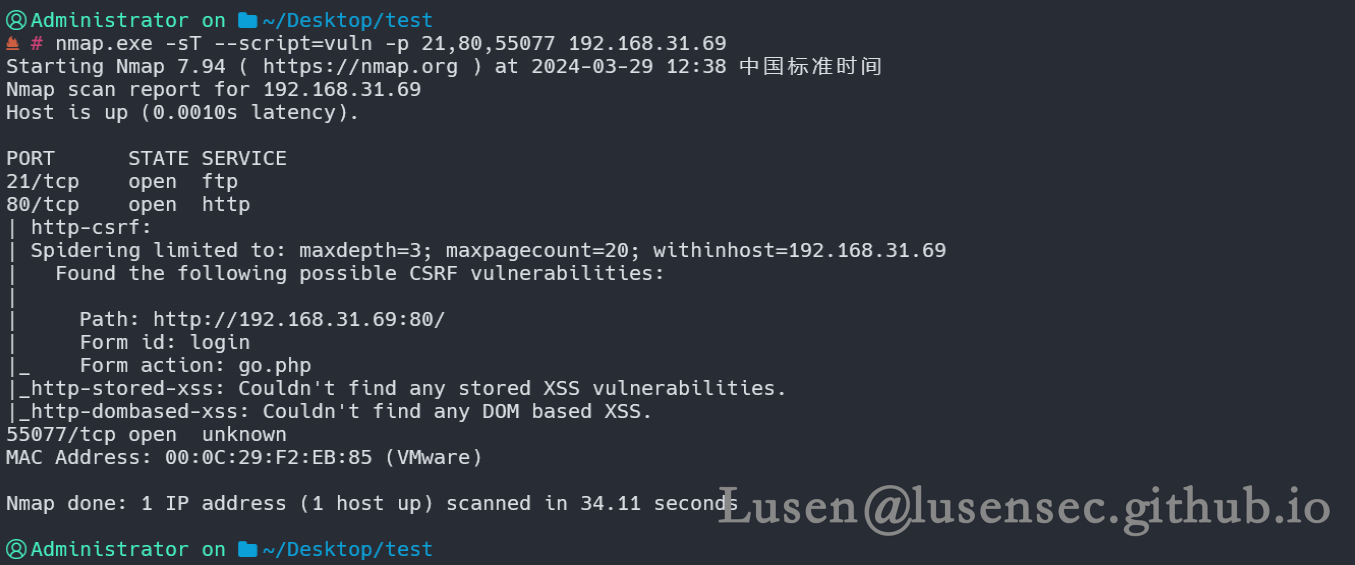 Administrator on ~/Desktop/test
# nmap.exe -sT --script=vuln -p 21,80,55077 192.168.31.69
Starting Nmap 7.94 ( https://nmap.org ) at 2024-03-29 12:38 中国标准时间
Nmap scan report for 192.168.31.69
Host is up (0.0010s latency).
PORT      STATE SERVICE
21/tcp    open  ftp
80/tcp    open  http
| http-csrf:
| Spidering limited to: maxdepth=3; maxpagecount=20; withinhost=192.168.31.69
|   Found the following possible CSRF vulnerabilities:
|
|     Path: http://192.168.31.69:80/
|     Form id: login
|_    Form action: go.php
|_http-stored-xss: Couldn't find any stored XSS vulnerabilities.
|_http-dombased-xss: Couldn't find any DOM based XSS.
55077/tcp open  unknown
MAC Address: 00:0C:29:F2:EB:85 (VMware)
Nmap done: 1 IP address (1 host up) scanned in 34.11 seconds
Lusen@lusensec.github.io
Administrator on ~/Desktop/test